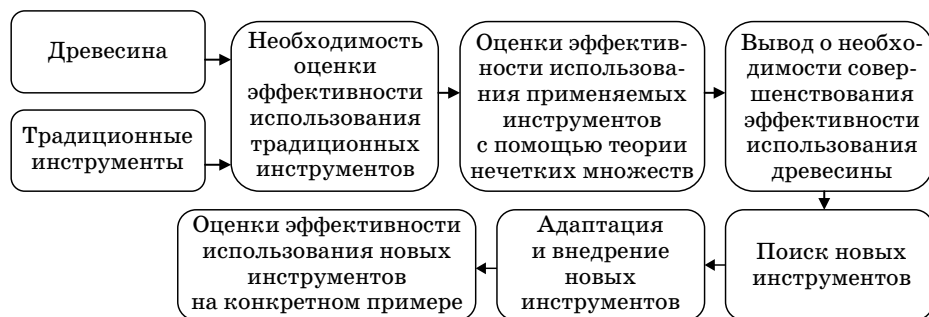 Древесина
Традиционные
инструменты
Необходимость
оценки
эффективности
использования
традиционных
инструментов
Оценки эффектив-
ности использова-
ния применяемых
инструментов
с помощью теории
нечетких множеств
Вывод о необхо-
димости совер-
шенствования
эффективности
использования
древесины
Поиск новых
инструментов
Адаптация
и внедрение
новых
инструментов
Оценки эффективности
использования новых
инструментов
на конкретном примере